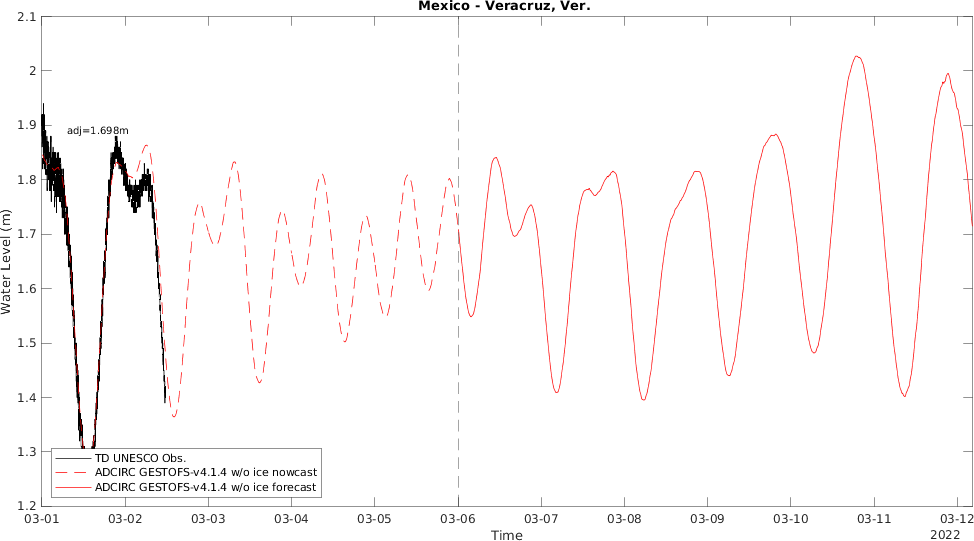 Mexico - Veracruz, Ver.
2.1
2
1.9
1.8
1.7
1.6
1.5
1.4
1.3
1.2
Water Level (m)
adj=1.698m
TD UNESCO Obs.
ADCIRC GESTOFS-v4.1.4 w/o ice nowcast
ADCIRC GESTOFS-v4.1.4 w/o ice forecast
03-01 03-02 03-03 03-04 03-05 03-06 03-07 03-08 03-09 03-10 03-11 03-12
Time
2022